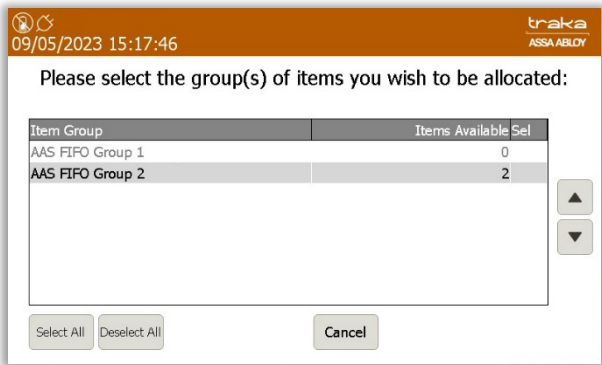 traka
09/05/2023 15:17:46 ASSA ABLOY
Please select the group(s) of items you wish to be allocated:
Item Group Items Available Sel
AAS FIFO Group 1 0
AAS FIFO Group 2 2
Select All Deselect All Cancel